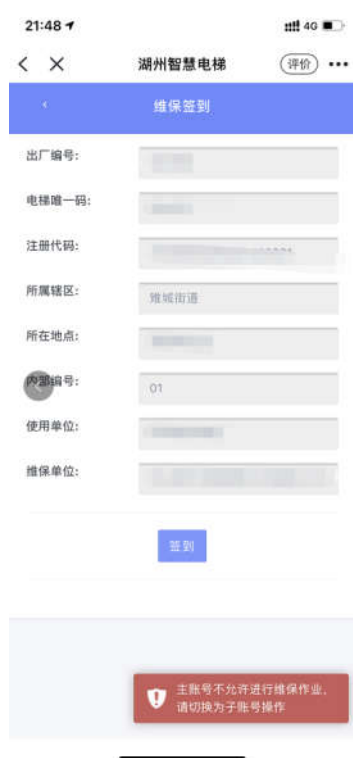 21:48
4G
湖州智慧电梯
评价
维保签到
出厂编号:
电梯唯一码:
注册代码:
所属辖区:
雉城街道
所在地点:
内部编号:
01
使用单位:
维保单位:
签到
主账号不允许进行维保作业,
请切换为子账号操作